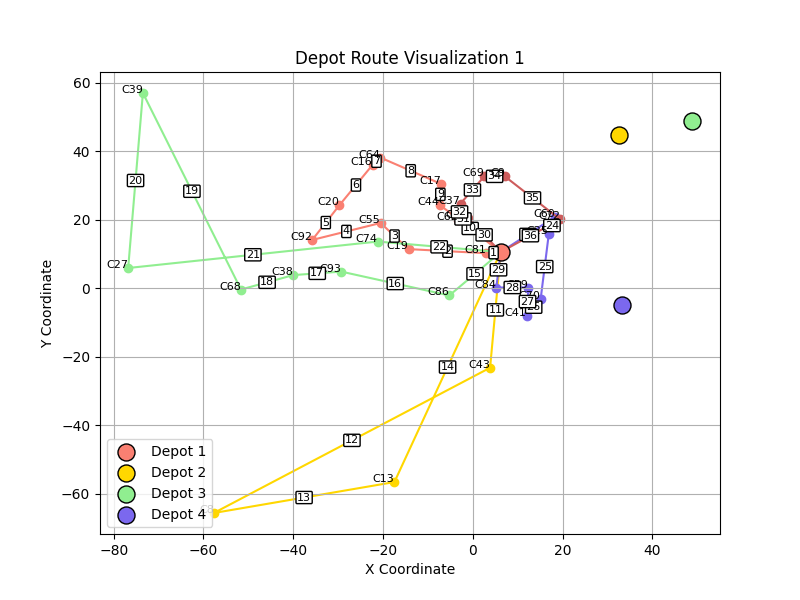 Depot Route Visualization 1
60
40
20
0
−20
−40
−60
−80
−60
−40
−20
0
20
40
X Coordinate
Y Coordinate
C39
20
19
C27
21
C68
18
C38
17
C93
16
C86
15
C74
22
C64
C16
7
8
C17
9
6
C20
5
C92
4
C55
3
C19
C44
C37
C69
34
33
35
32
31
10
30
36
24
25
C81
1
29
C84
28
27
C41
11
C43
14
12
C13
13
Depot 1
Depot 2
Depot 3
Depot 4